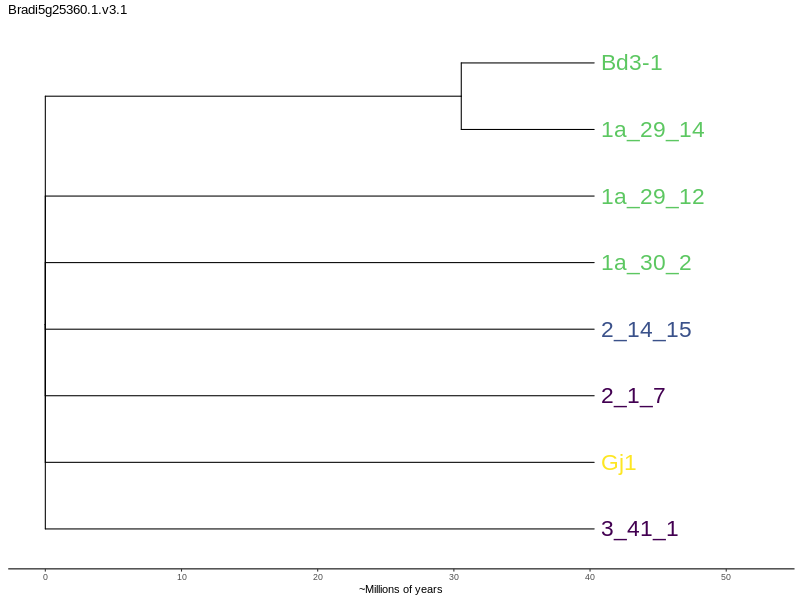 Bradi5g25360.1.v3.1
Bd3-1
1a_29_14
1a_29_12
1a_30_2
2_14_15
2_1_7
Gj1
3_41_1
0 10 20 30 40 50
~Millions of years